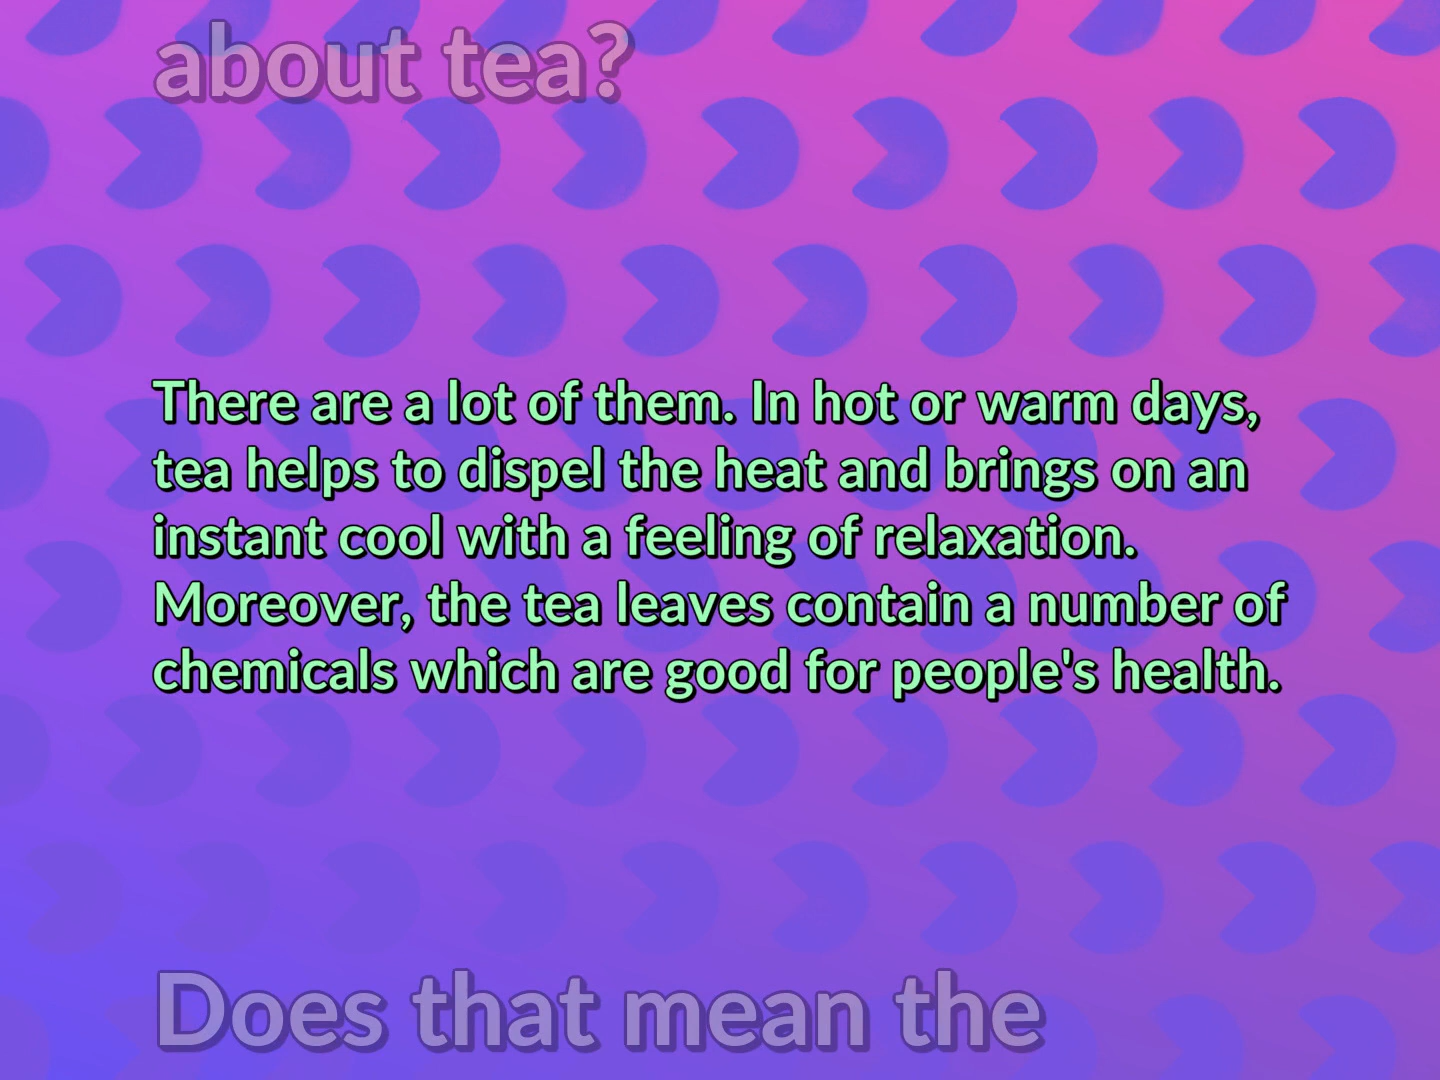 about tea?
There are a lot of them. In hot or warm days,
tea helps to dispel the heat and brings on an
instant cool with a feeling of relaxation.
Moreover, the tea leaves contain a number of
chemicals which are good for people's health.
Does that mean the